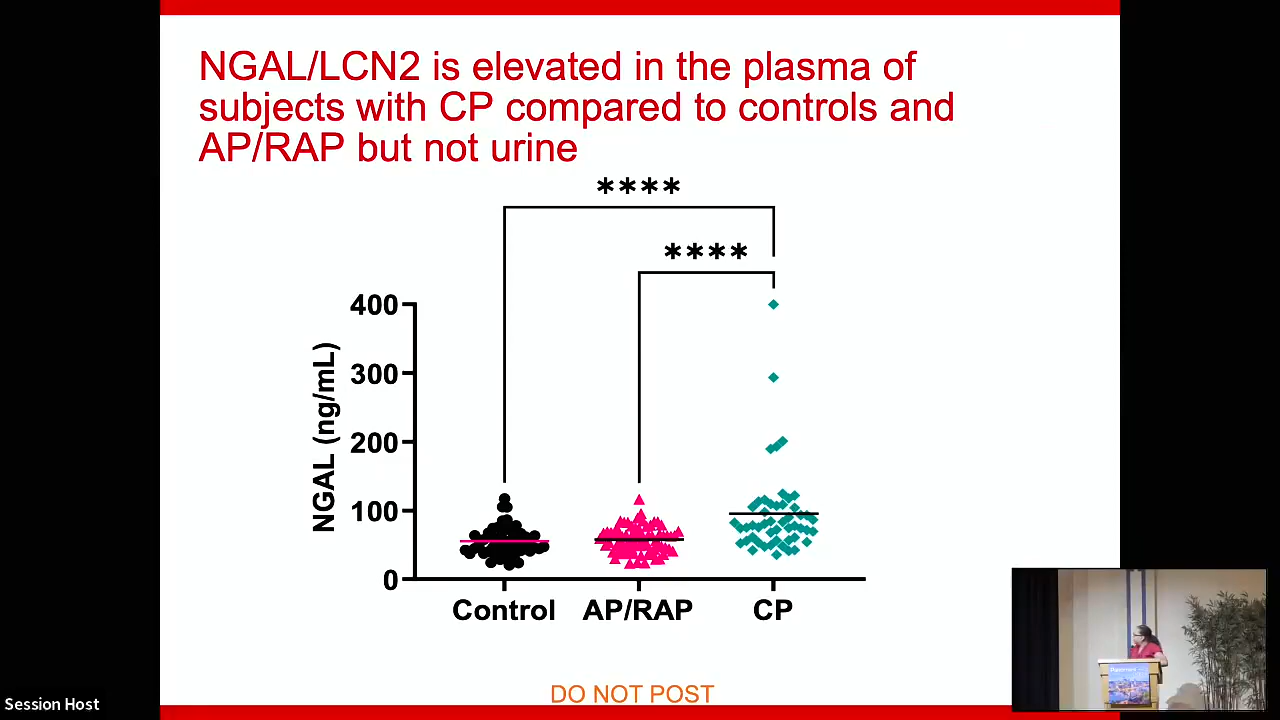 NGAL/LCN2 is elevated in the plasma of
subjects with CP compared to controls and
AP/RAP but not urine
****
****
400
300
200
100
0
NGAL (ng/mL)
Control
AP/RAP
CP
DO NOT POST
Session Host